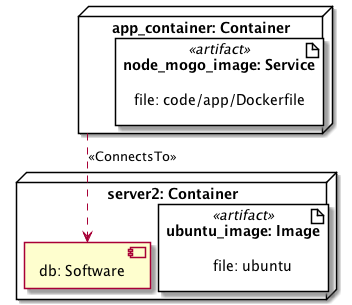 app_container: Container
«artifact»
node_mogo_image: Service
file: code/app/Dockerfile
«ConnectsTo»
server2: Container
«artifact»
ubuntu_image: Image
db: Software
file: ubuntu